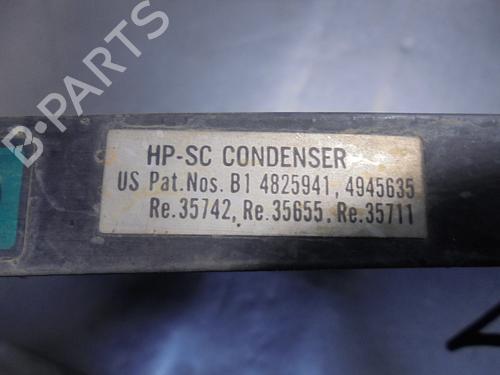 B-PARTS
HP-SC CONDENSER
US Pat.Nos. B1 4825941, 4945635
Re.35742, Re.35655, Re.35711